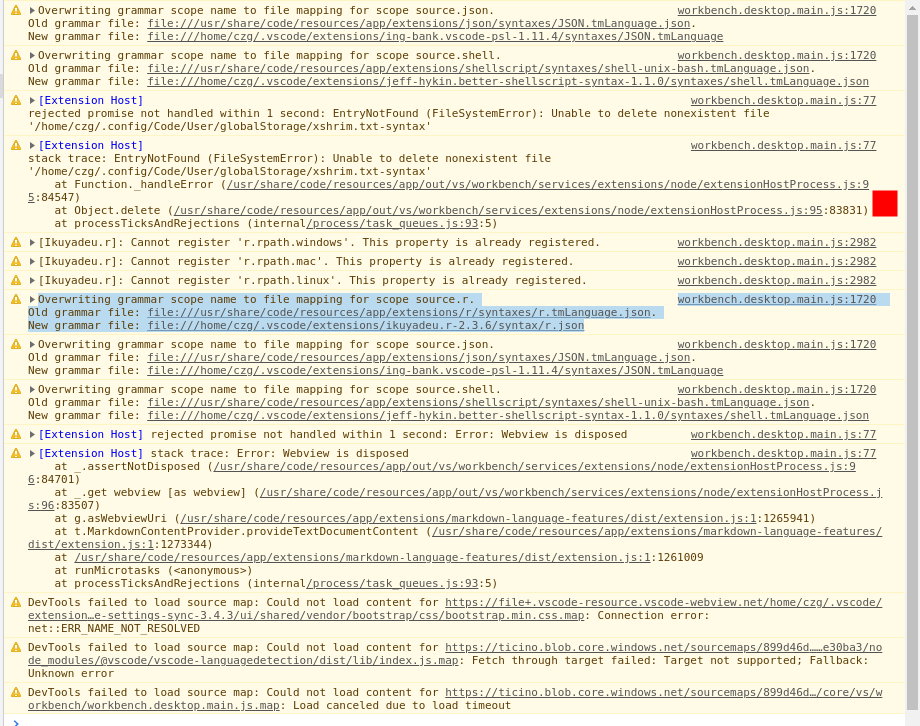 Overwriting grammar scope name to file mapping for scope source.json. workbench.desktop.main.js:1720
Old grammar file: file:///usr/share/code/resources/app/extensions/json/syntaxes/JSON.tmLanguage.json.
New grammar file: file:///home/czg/.vscode/extensions/ing-bank.vscode-psl-1.11.4/syntaxes/JSON.tmLanguage
Overwriting grammar scope name to file mapping for scope source.shell. workbench.desktop.main.js:1720
Old grammar file: file:///usr/share/code/resources/app/extensions/shellscript/syntaxes/shell-unix-bash.tmLanguage.json.
New grammar file: file:///home/czg/.vscode/extensions/jeff-hykin.better-shellscript-syntax-1.1.0/syntaxes/shell.tmLanguage.json
[Extension Host] workbench.desktop.main.js:77
rejected promise not handled within 1 second: EntryNotFound (FileSystemError): Unable to delete nonexistent file
'/home/czg/.config/Code/User/globalStorage/xshrim.txt-syntax'
[Extension Host] workbench.desktop.main.js:77
stack trace: EntryNotFound (FileSystemError): Unable to delete nonexistent file
'/home/czg/.config/Code/User/globalStorage/xshrim.txt-syntax'
at Function._handleError (/usr/share/code/resources/app/out/vs/workbench/services/extensions/node/extensionHostProcess.js:9
5:84547)
at Object.delete (/usr/share/code/resources/app/out/vs/workbench/services/extensions/node/extensionHostProcess.js:95:83831)
at processTicksAndRejections (internal/process/task_queues.js:93:5)
[Ikuyadeu.r]: Cannot register 'r.rpath.windows'. This property is already registered. workbench.desktop.main.js:2982
[Ikuyadeu.r]: Cannot register 'r.rpath.mac'. This property is already registered. workbench.desktop.main.js:2982
[Ikuyadeu.r]: Cannot register 'r.rpath.linux'. This property is already registered. workbench.desktop.main.js:2982
Overwriting grammar scope name to file mapping for scope source.r. workbench.desktop.main.js:1720
Old grammar file: file:///usr/share/code/resources/app/extensions/r/syntaxes/r.tmLanguage.json.
New grammar file: file:///home/czg/.vscode/extensions/ikuyadeu.r-2.3.6/syntax/r.json
Overwriting grammar scope name to file mapping for scope source.json. workbench.desktop.main.js:1720
Old grammar file: file:///usr/share/code/resources/app/extensions/json/syntaxes/JSON.tmLanguage.json.
New grammar file: file:///home/czg/.vscode/extensions/ing-bank.vscode-psl-1.11.4/syntaxes/JSON.tmLanguage
Overwriting grammar scope name to file mapping for scope source.shell. workbench.desktop.main.js:1720
Old grammar file: file:///usr/share/code/resources/app/extensions/shellscript/syntaxes/shell-unix-bash.tmLanguage.json.
New grammar file: file:///home/czg/.vscode/extensions/jeff-hykin.better-shellscript-syntax-1.1.0/syntaxes/shell.tmLanguage.json
[Extension Host] rejected promise not handled within 1 second: Error: Webview is disposed workbench.desktop.main.js:77
[Extension Host] stack trace: Error: Webview is disposed workbench.desktop.main.js:77
at _.assertNotDisposed (/usr/share/code/resources/app/out/vs/workbench/services/extensions/node/extensionHostProcess.js:9
6:84701)
at _.get webview [as webview] (/usr/share/code/resources/app/out/vs/workbench/services/extensions/node/extensionHostProcess.j
s:96:83507)
at g.asWebviewUri (/usr/share/code/resources/app/extensions/markdown-language-features/dist/extension.js:1:1265941)
at t.MarkdownContentProvider.provideTextDocumentContent (/usr/share/code/resources/app/extensions/markdown-language-features/
dist/extension.js:1:1273344)
at /usr/share/code/resources/app/extensions/markdown-language-features/dist/extension.js:1:1261009
at runMicrotasks (<anonymous>)
at processTicksAndRejections (internal/process/task_queues.js:93:5)
DevTools failed to load source map: Could not load content for https://file+.vscode-resource.vscode-webview.net/home/czg/.vscode/
extension…e-settings-sync-3.4.3/ui/shared/vendor/bootstrap/css/bootstrap.min.css.map: Connection error:
net::ERR_NAME_NOT_RESOLVED
DevTools failed to load source map: Could not load content for https://ticino.blob.core.windows.net/sourcemaps/899d46d……e30ba3/no
de_modules/@vscode/vscode-languagedetection/dist/lib/index.js.map: Fetch through target failed: Target not supported; Fallback:
Unknown error
DevTools failed to load source map: Could not load content for https://ticino.blob.core.windows.net/sourcemaps/899d46d…/core/vs/w
orkbench/workbench.desktop.main.js.map: Load canceled due to load timeout